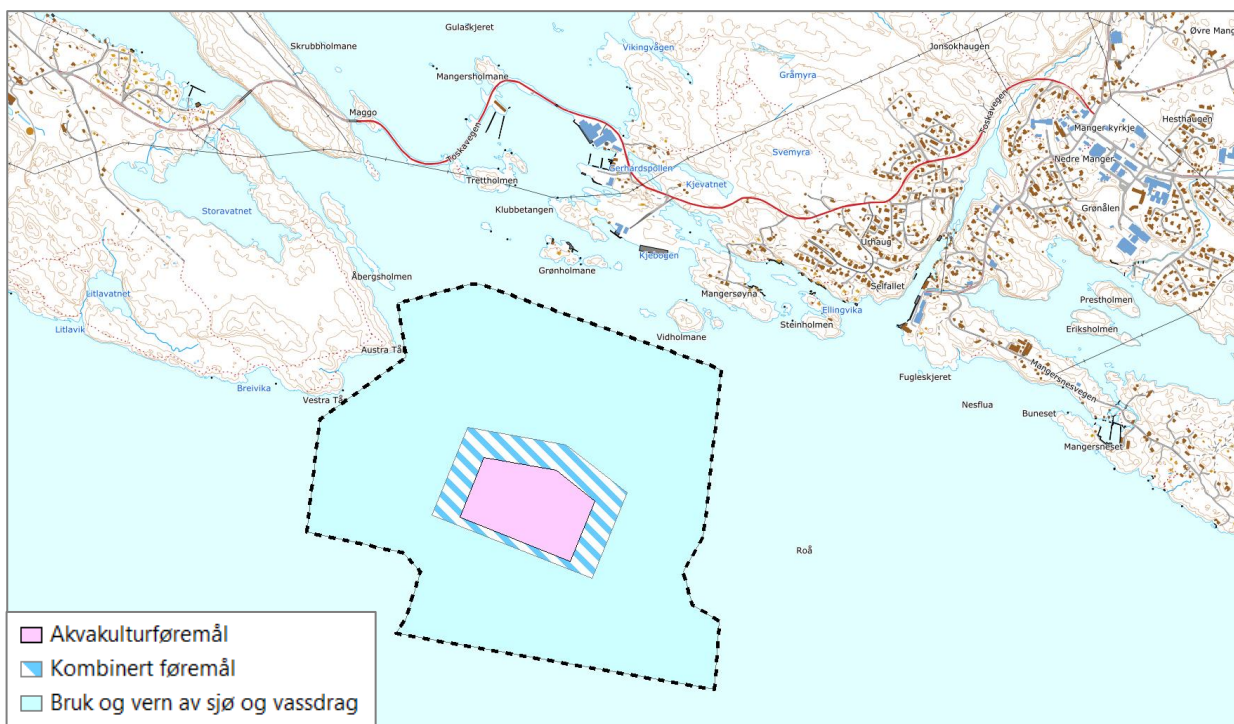 Gulaskjeret
Øvre Mang
Skrubbholmane
Vikingvågen
Jonsokhaugen
Mangersholmane
Gråmyra
Toskavegen
Maggo
Hesthaugen
Manger kyrkje
Toskavegen
Svemyra
Nedre Manger
Gerhardspollen
Trettholmen
Kjevatnet
Storavatnet
Klubbetangen
Grønålen
Uthaug
Kjebogen
Grønholmane
Åbergsholmen
Litlavatnet
Mangersøyna
Seifallet
Prestholmen
Ellingvika
Steinholmen
Eriksholmen
Litlavik
Vidholmane
Austra Tå
Fugleskjeret
Mangersnesvegen
Breivika
Vestra Tå
Nesflua
Buneset
Mangersneset
Roå
Akvakulturføremål
Kombinert føremål
Bruk og vern av sjø og vassdrag